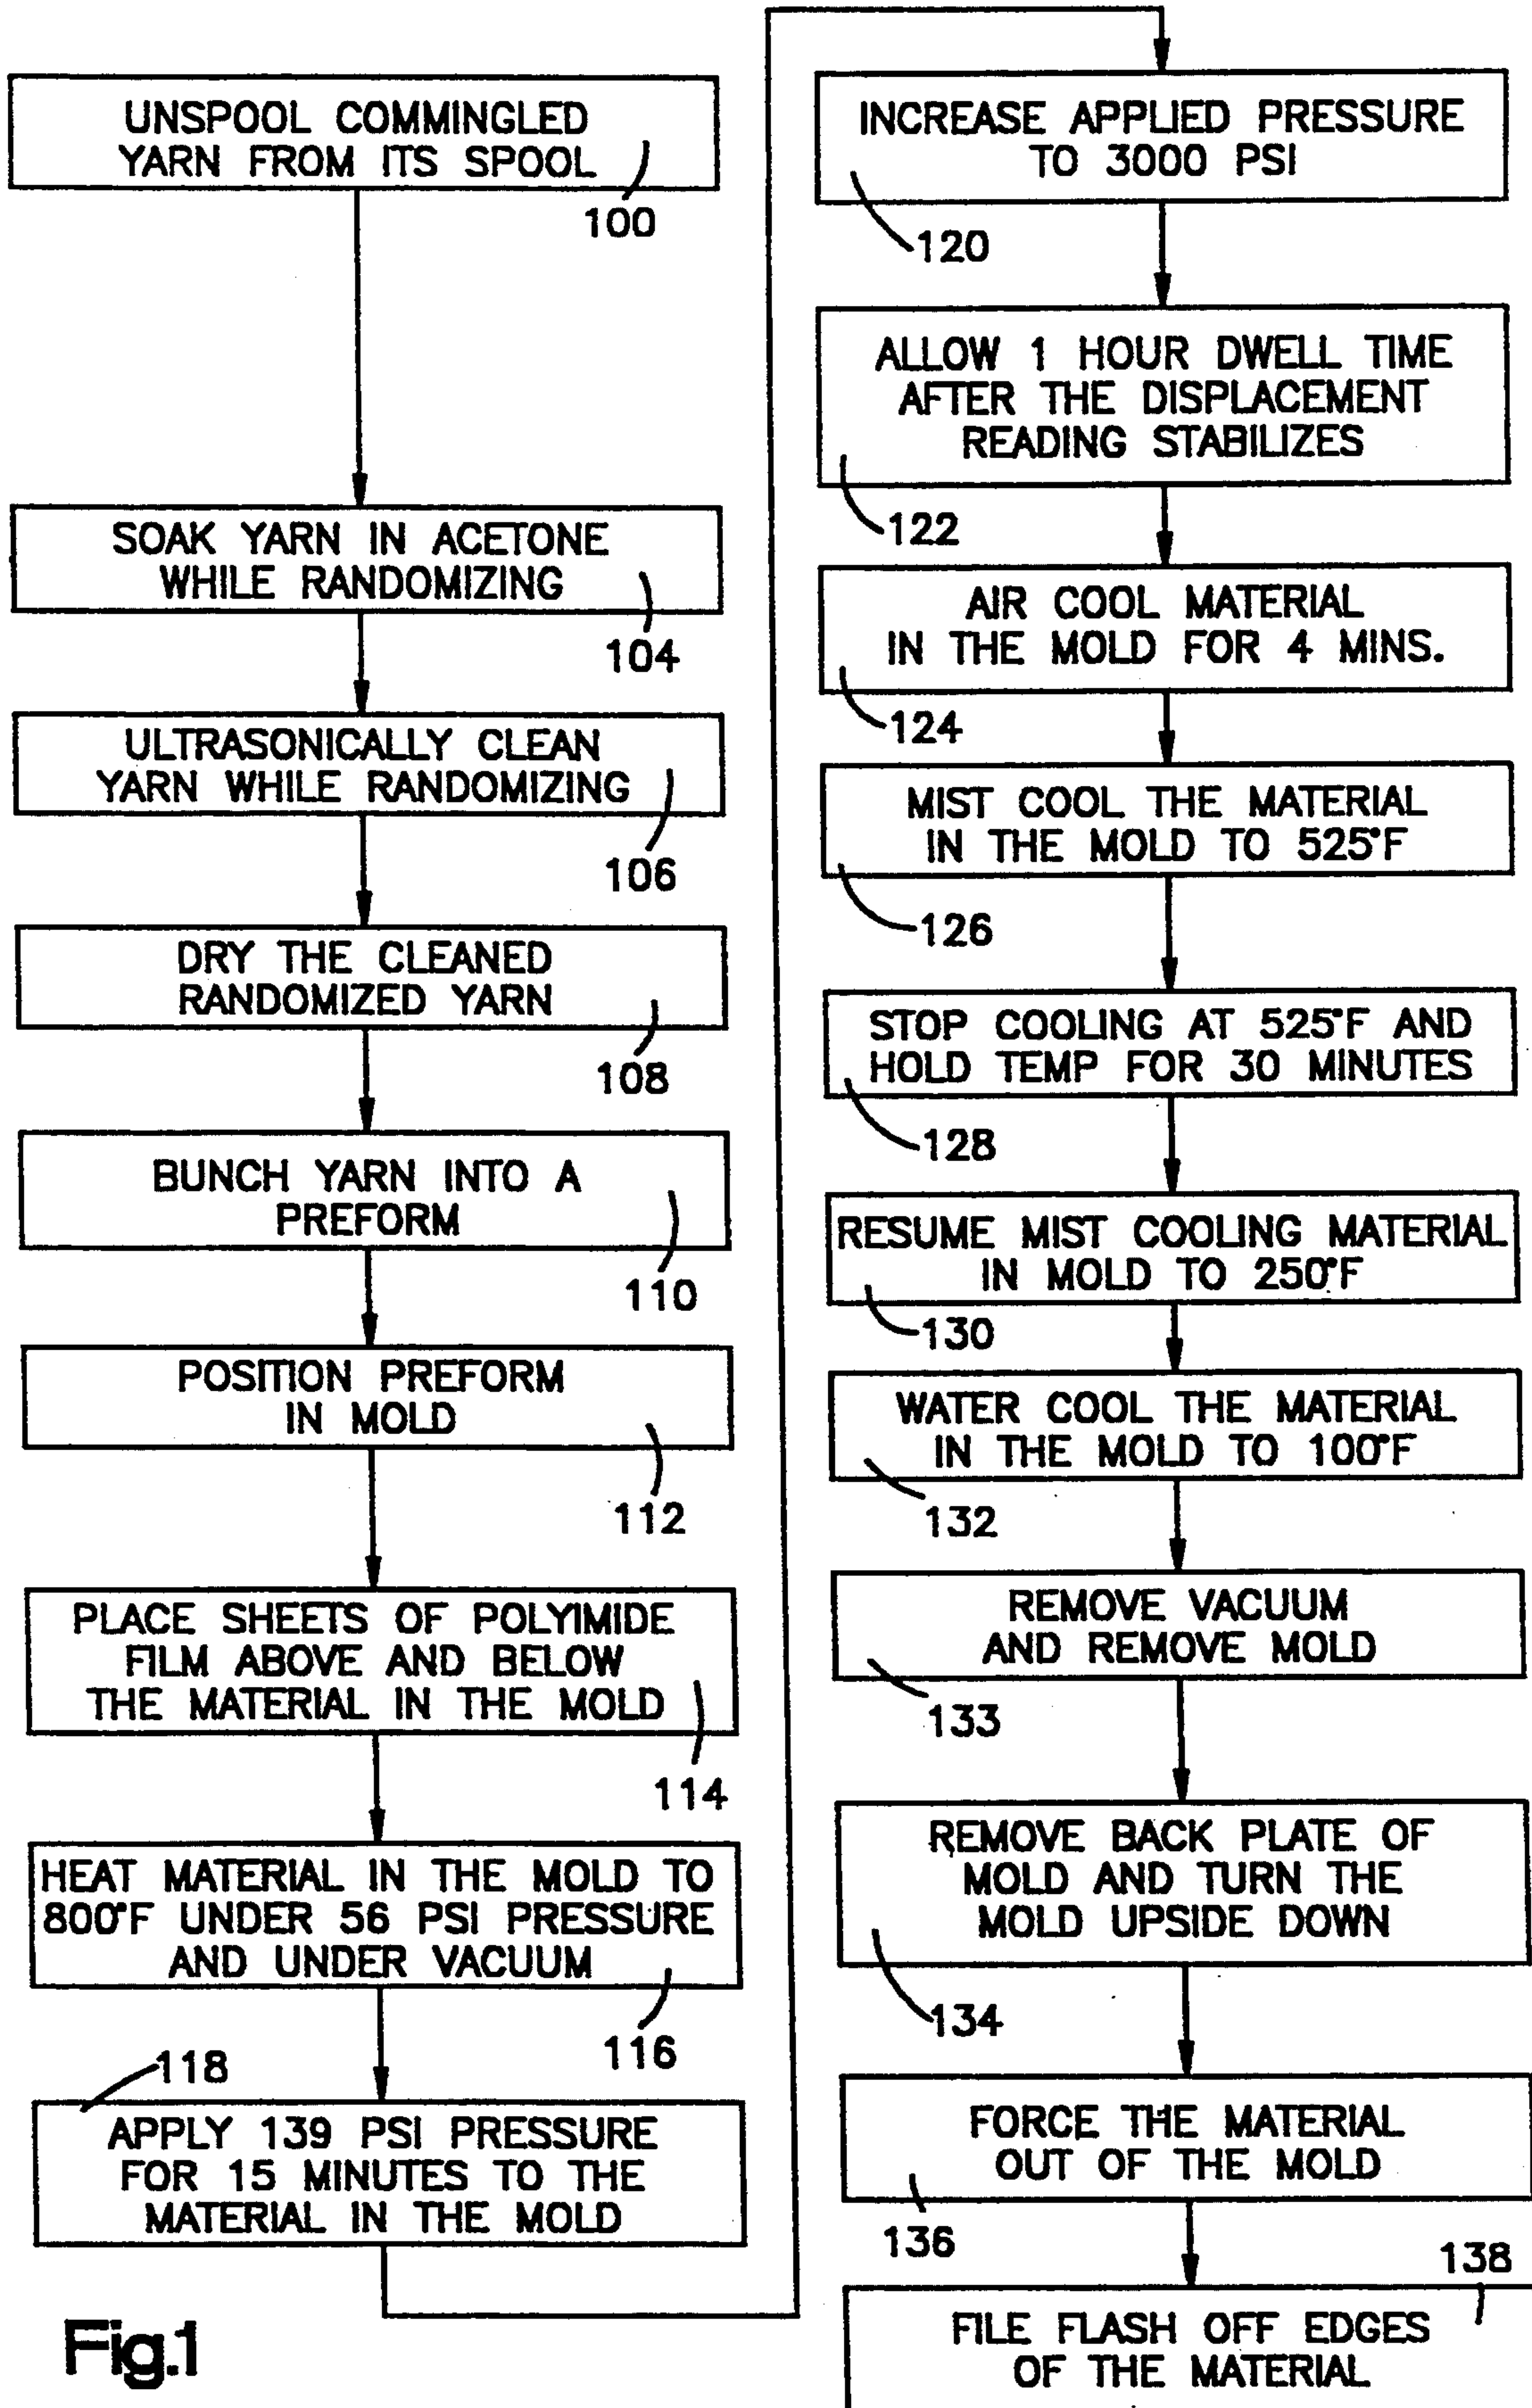 UNSPOOL COMMINGLED
YARN FROM ITS SPOOL
100
SOAK YARN IN ACETONE
WHILE RANDOMIZING
104
ULTRASONICALLY CLEAN
YARN WHILE RANDOMIZING
106
DRY THE CLEANED
RANDOMIZED YARN
108
BUNCH YARN INTO A
PREFORM
110
POSITION PREFORM
IN MOLD
112
PLACE SHEETS OF POLYIMIDE
FILM ABOVE AND BELOW
THE MATERIAL IN THE MOLD
114
HEAT MATERIAL IN THE MOLD TO
800°F UNDER 56 PSI PRESSURE
AND UNDER VACUUM
116
118
APPLY 139 PSI PRESSURE
FOR 15 MINUTES TO THE
MATERIAL IN THE MOLD
INCREASE APPLIED PRESSURE
TO 3000 PSI
120
ALLOW 1 HOUR DWELL TIME
AFTER THE DISPLACEMENT
READING STABILIZES
122
AIR COOL MATERIAL
IN THE MOLD FOR 4 MINS.
124
MIST COOL THE MATERIAL
IN THE MOLD TO 525°F
126
STOP COOLING AT 525°F AND
HOLD TEMP FOR 30 MINUTES
128
RESUME MIST COOLING MATERIAL
IN MOLD TO 250°F
130
WATER COOL THE MATERIAL
IN THE MOLD TO 100°F
132
REMOVE VACUUM
AND REMOVE MOLD
133
REMOVE BACK PLATE OF
MOLD AND TURN THE
MOLD UPSIDE DOWN
134
FORCE THE MATERIAL
OUT OF THE MOLD
136
138
FILE FLASH OFF EDGES
OF THE MATERIAL
Fig.1